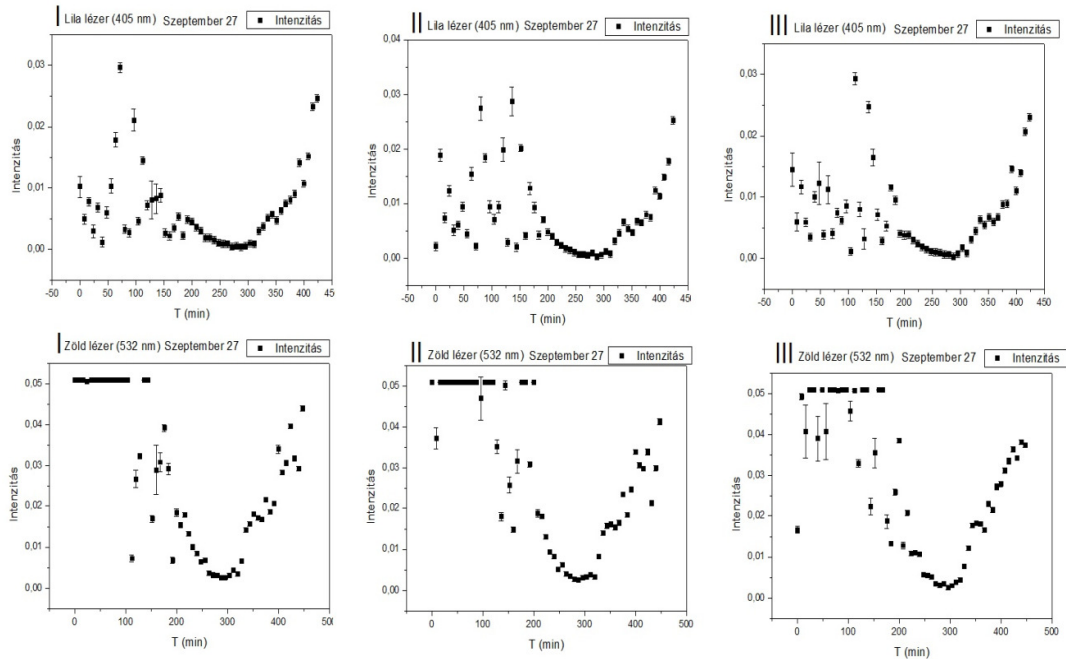 I Lila lézer (405 nm) Szeptember 27 Intenzitás
Intenzitás
0,03
0,02
0,01
0,00
-50 0 50 100 150 200 250 300 350 400 450
T (min)
II Lila lézer (405 nm) Szeptember 27 Intenzitás
Intenzitás
0,04
0,03
0,02
0,01
0,00
-50 0 50 100 150 200 250 300 350 400 45
T (min)
III Lila lézer (405 nm) Szeptember 27 Intenzitás
Intenzitás
0,03
0,02
0,01
0,00
-50 0 50 100 150 200 250 300 350 400 450
T (min)
I Zöld lézer (532 nm) Szeptember 27 Intenzitás
Intenzitás
0,05
0,04
0,03
0,02
0,01
0,00
0 100 200 300 400 500
T (min)
II Zöld lézer (532 nm) Szeptember 27 Intenzitás
Intenzitás
0,05
0,04
0,03
0,02
0,01
0,00
0 100 200 300 400 500
T (min)
III Zöld lézer (532 nm) Szeptember 27 Intenzitás
Intenzitás
0,05
0,04
0,03
0,02
0,01
0,00
0 100 200 300 400 500
T (min)